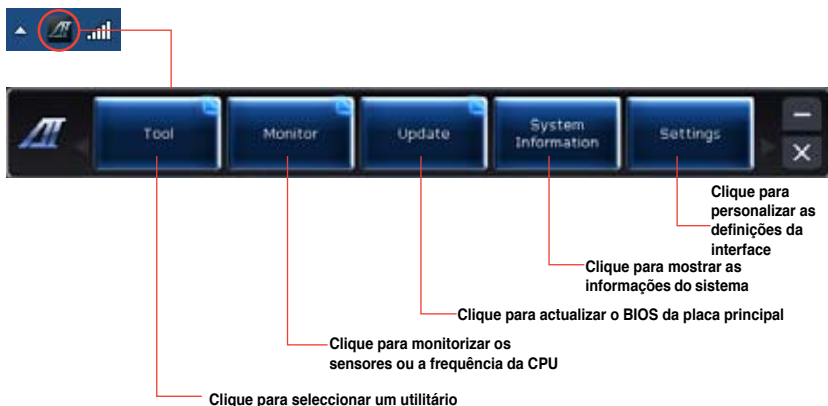 Tool
Monitor
Update
System
Information
Settings
Clique para
personalizar as
definições da
interface
Clique para mostrar as
informações do sistema
Clique para actualizar o BIOS da placa principal
Clique para monitorizar os
sensores ou a frequência da CPU
Clique para seleccionar um utilitário